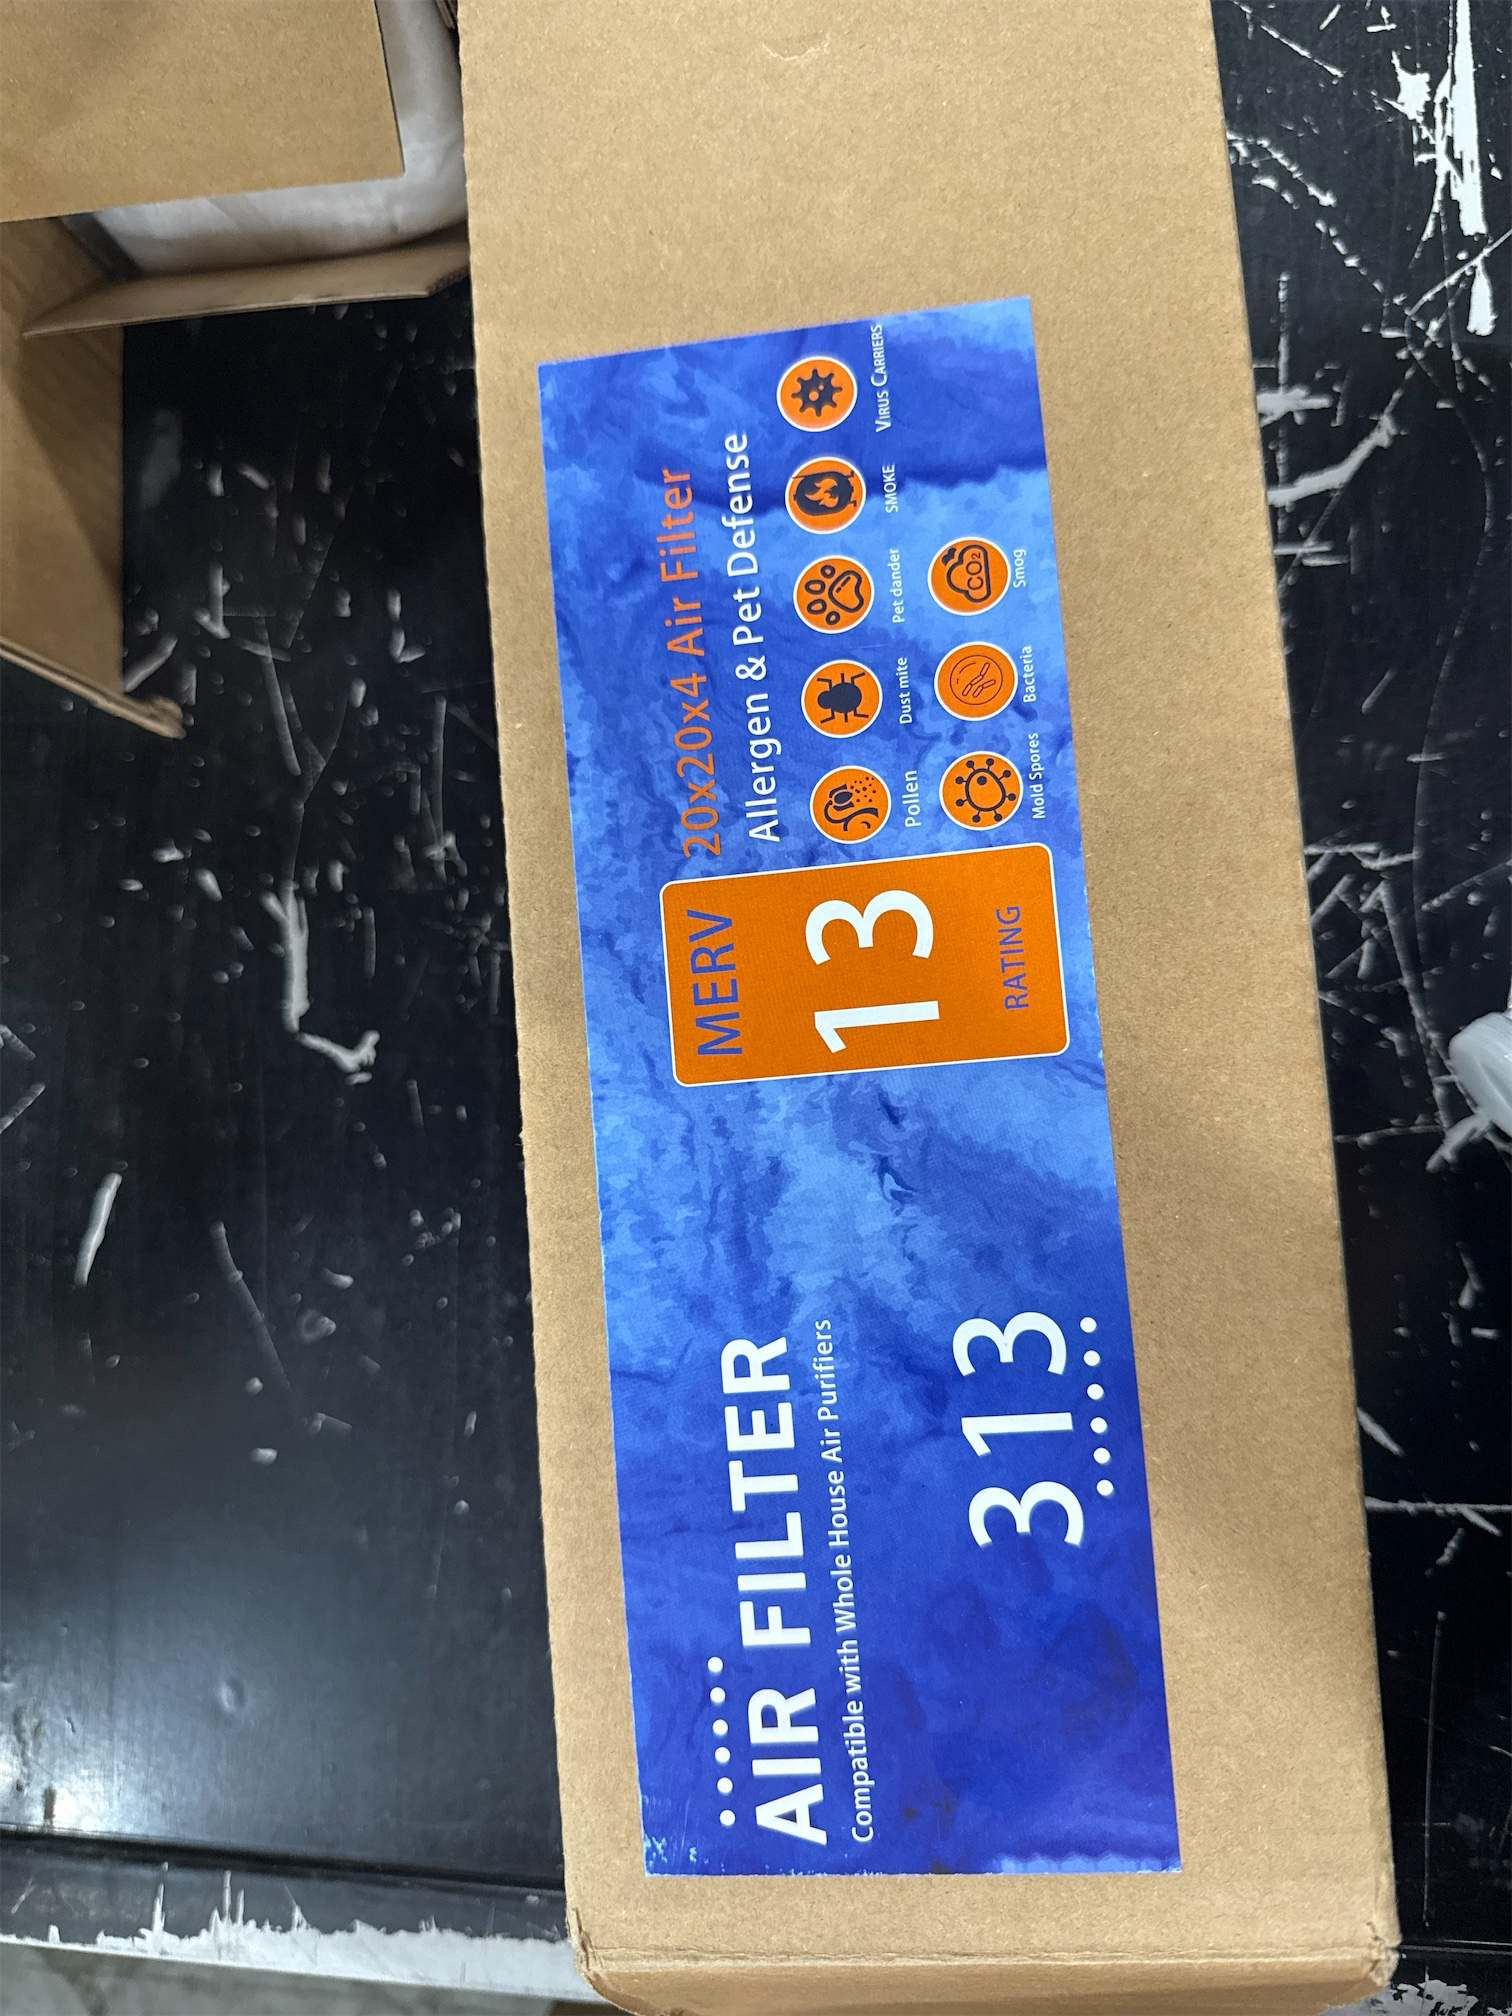 AIR FILTER
Compatible with Whole House Air Purifiers
313
MERV
13
RATING
20x20x4 Air Filter
Allergen & Pet Defense
Pollen
Dust mite
Pet dander
SMOKE
VIRUS CARRIERS
Mold Spores
Bacteria
CO2
Smog